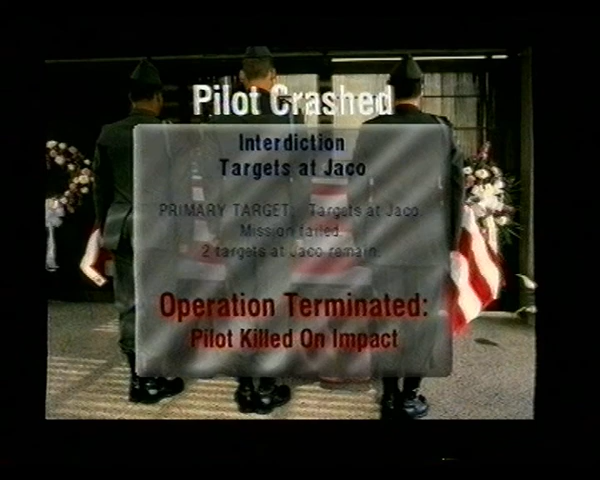 Pilot Crashed
Interdiction
Targets at Jaco
PRIMARY TARGET: Targets at Jaco:
Mission failed.
2 targets at Jaco remain.
Operation Terminated:
Pilot Killed On Impact